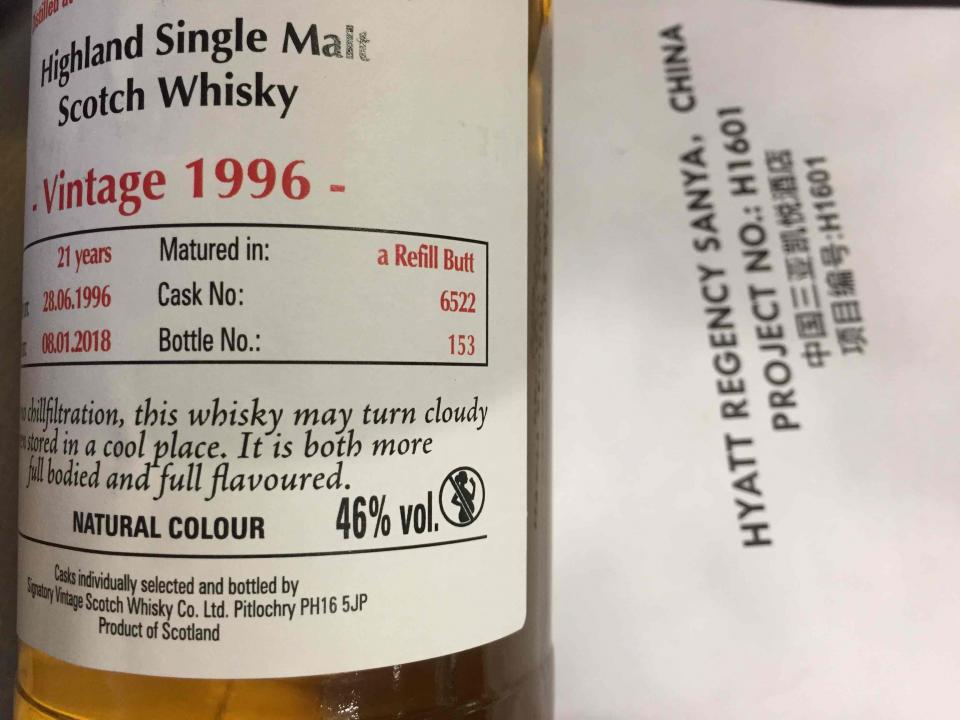 Highland Single Malt
Scotch Whisky
Vintage 1996 -
21 years Matured in: a Refill Butt
28.06.1996 Cask No: 6522
08.01.2018 Bottle No.: 153
chillfiltration, this whisky may turn cloudy
stored in a cool place. It is both more
full bodied and full flavoured.
NATURAL COLOUR 46% vol.
Casks individually selected and bottled by
Signatory Vintage Scotch Whisky Co. Ltd. Pitlochry PH16 5JP
Product of Scotland
HYATT REGENCY SANYA, CHINA
PROJECT NO.: H1601
中国三亚凯悦酒店
项目编号:H1601